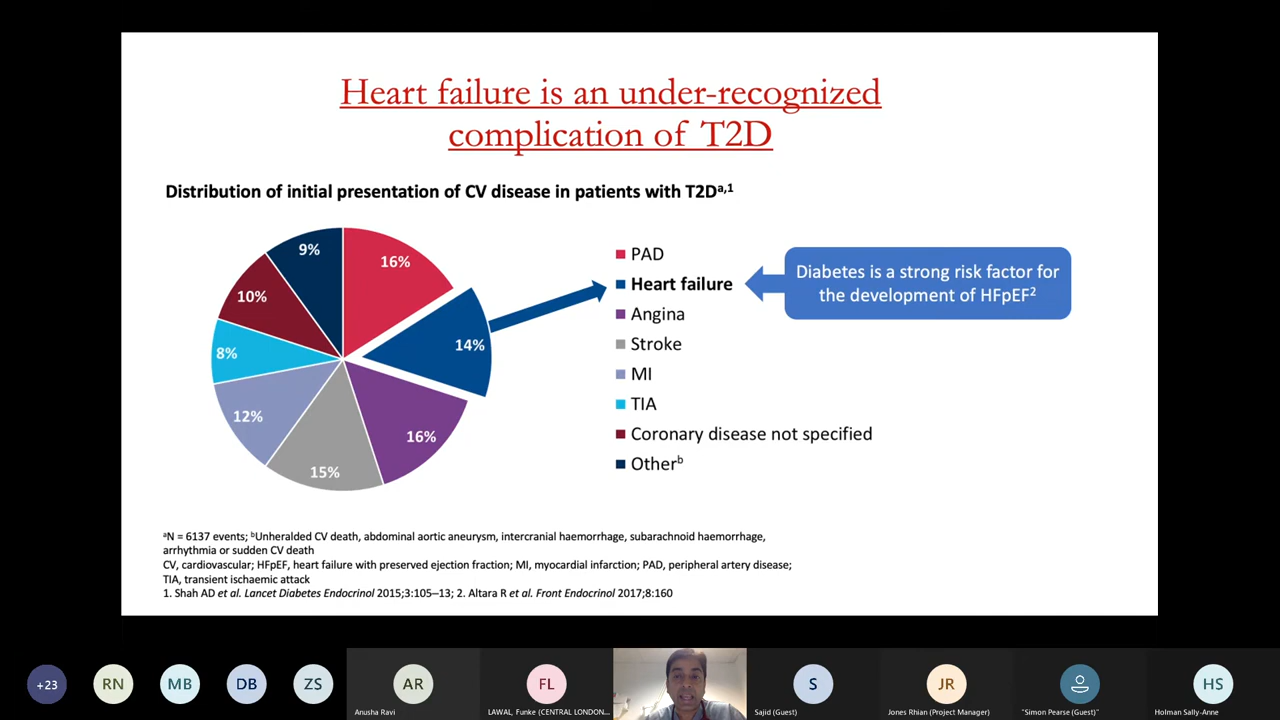 Heart failure is an under-recognized
complication of T2D
Distribution of initial presentation of CV disease in patients with T2Dᵃ,¹
9%
16%
10%
14%
8%
12%
16%
15%
PAD
Heart failure
Angina
Stroke
MI
TIA
Coronary disease not specified
Otherᵇ
Diabetes is a strong risk factor for
the development of HFpEF²
ᵃN = 6137 events; ᵇUnheralded CV death, abdominal aortic aneurysm, intercranial haemorrhage, subarachnoid haemorrhage,
arrhythmia or sudden CV death
CV, cardiovascular; HFpEF, heart failure with preserved ejection fraction; MI, myocardial infarction; PAD, peripheral artery disease;
TIA, transient ischaemic attack
1. Shah AD et al. Lancet Diabetes Endocrinol 2015;3:105–13; 2. Altara R et al. Front Endocrinol 2017;8:160
+23
RN
MB
DB
ZS
AR
FL
S
JR
HS
Anusha Ravi
LAWAL, Funke (CENTRAL LONDON...
Sajid (Guest)
Jones Rhian (Project Manager)
"Simon Pearse (Guest)"
Holman Sally-Anne